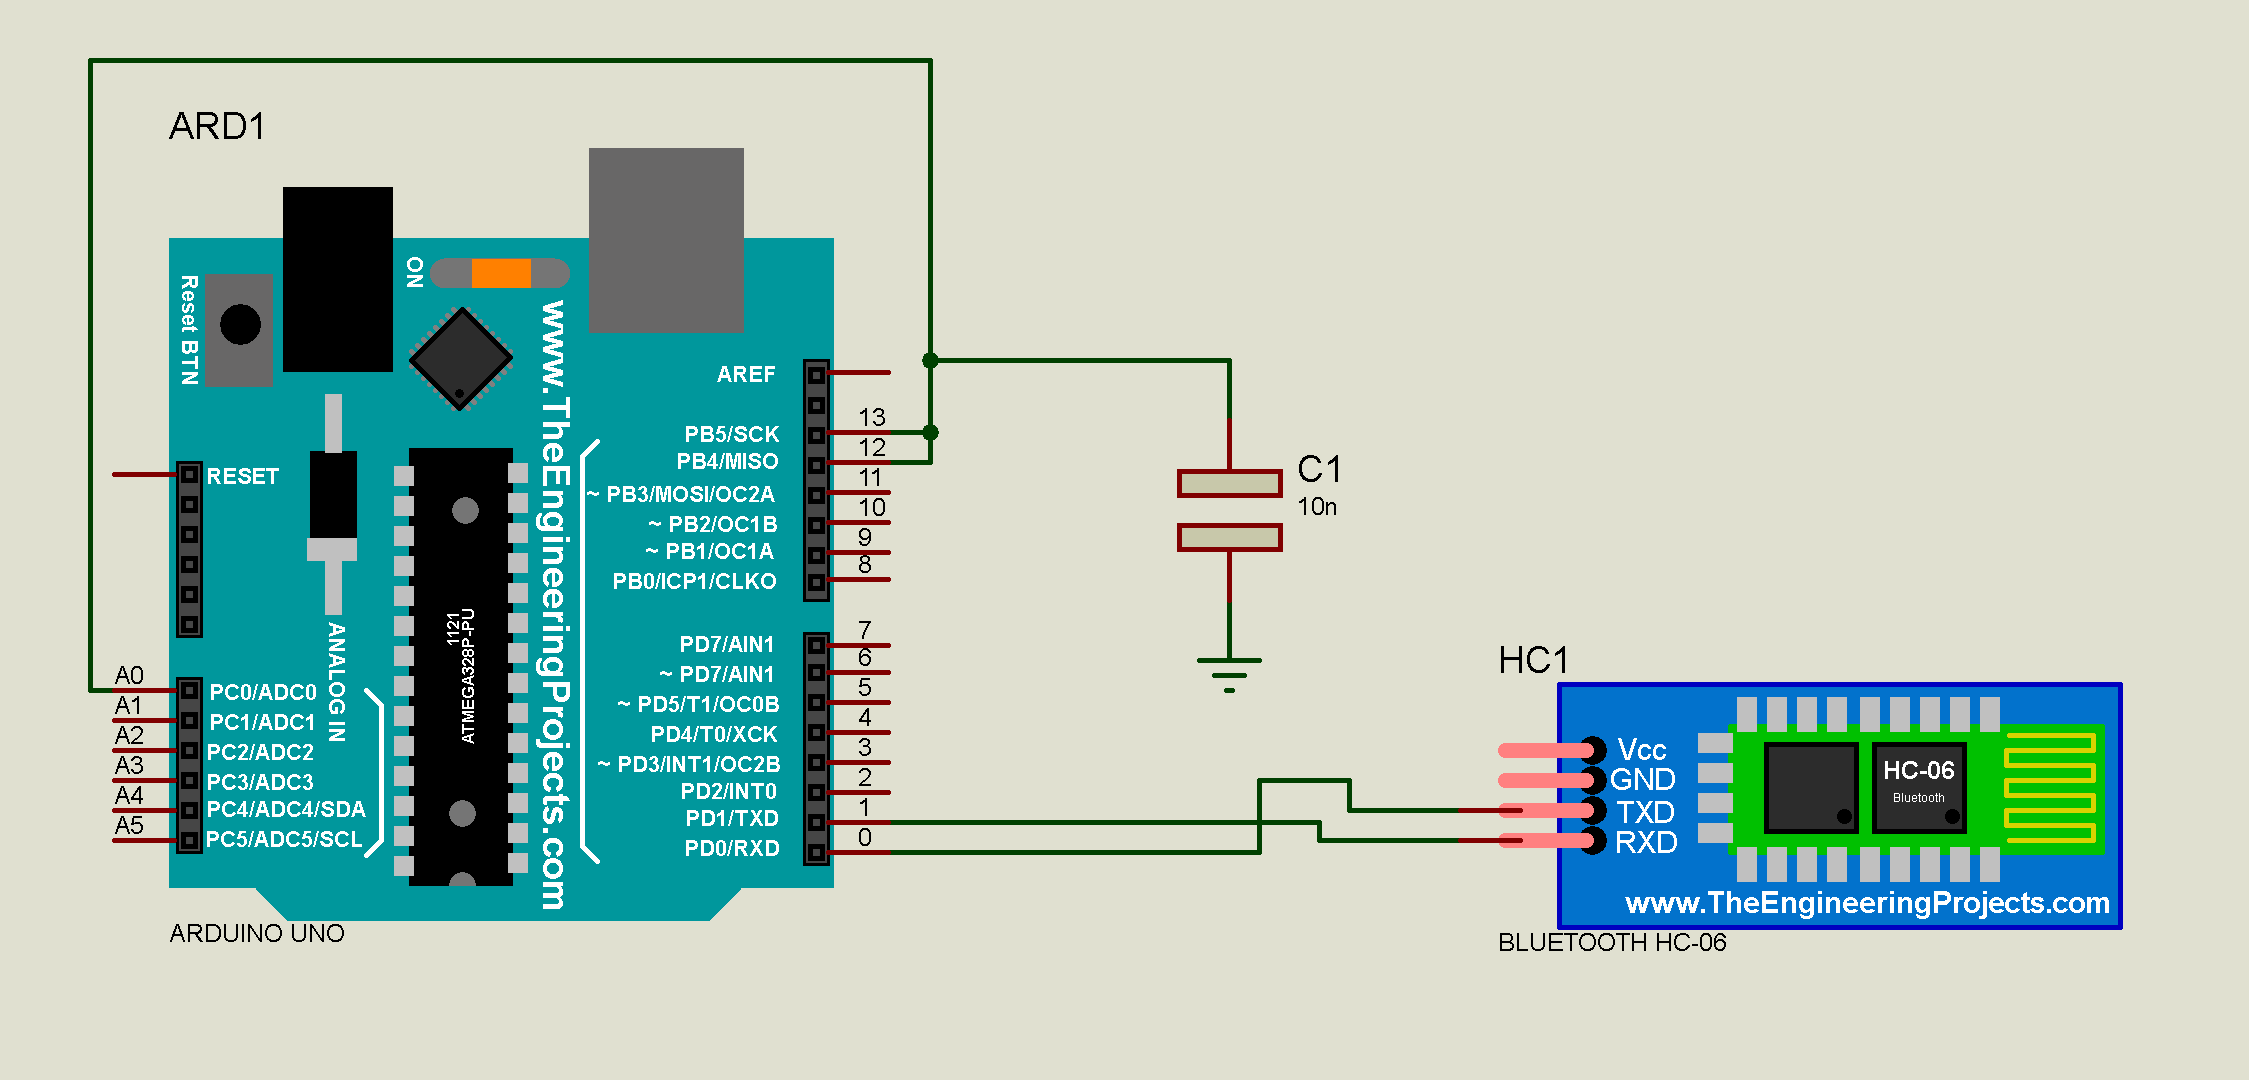 ARD1
ON
Reset BTN
www.TheEngineeringProjects.com
AREF
13
PB5/SCK
12
PB4/MISO
RESET
11
~ PB3/MOSI/OC2A
10
~ PB2/OC1B
9
~ PB1/OC1A
8
PB0/ICP1/CLKO
C1
10n
1121
ATMEGA328P-PU
ANALOG IN
7
PD7/AIN1
6
~ PD7/AIN1
5
~ PD5/T1/OC0B
4
PD4/T0/XCK
3
~ PD3/INT1/OC2B
2
PD2/INT0
1
PD1/TXD
0
PD0/RXD
A0
PC0/ADC0
A1
PC1/ADC1
A2
PC2/ADC2
A3
PC3/ADC3
A4
PC4/ADC4/SDA
A5
PC5/ADC5/SCL
ARDUINO UNO
HC1
Vcc
GND
TXD
RXD
HC-06
Bluetooth
www.TheEngineeringProjects.com
BLUETOOTH HC-06